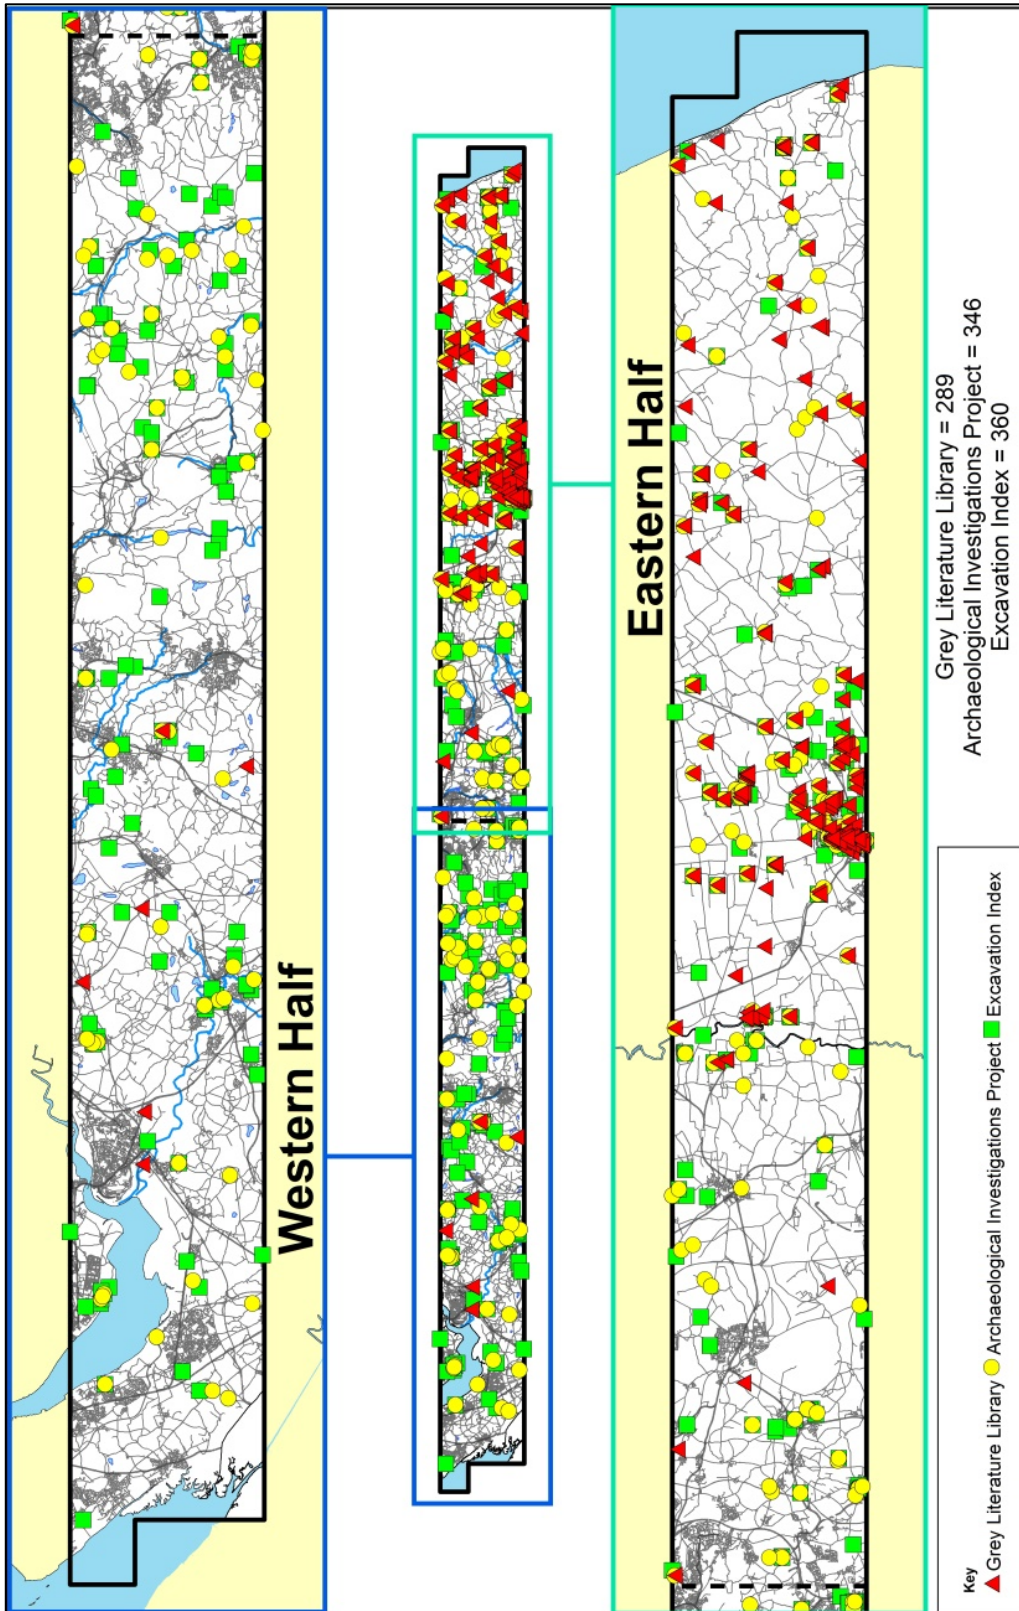 Western Half
Eastern Half
Grey Literature Library = 289
Archaeological Investigations Project = 346
Excavation Index = 360
Key
Grey Literature Library Archaeological Investigations Project Excavation Index